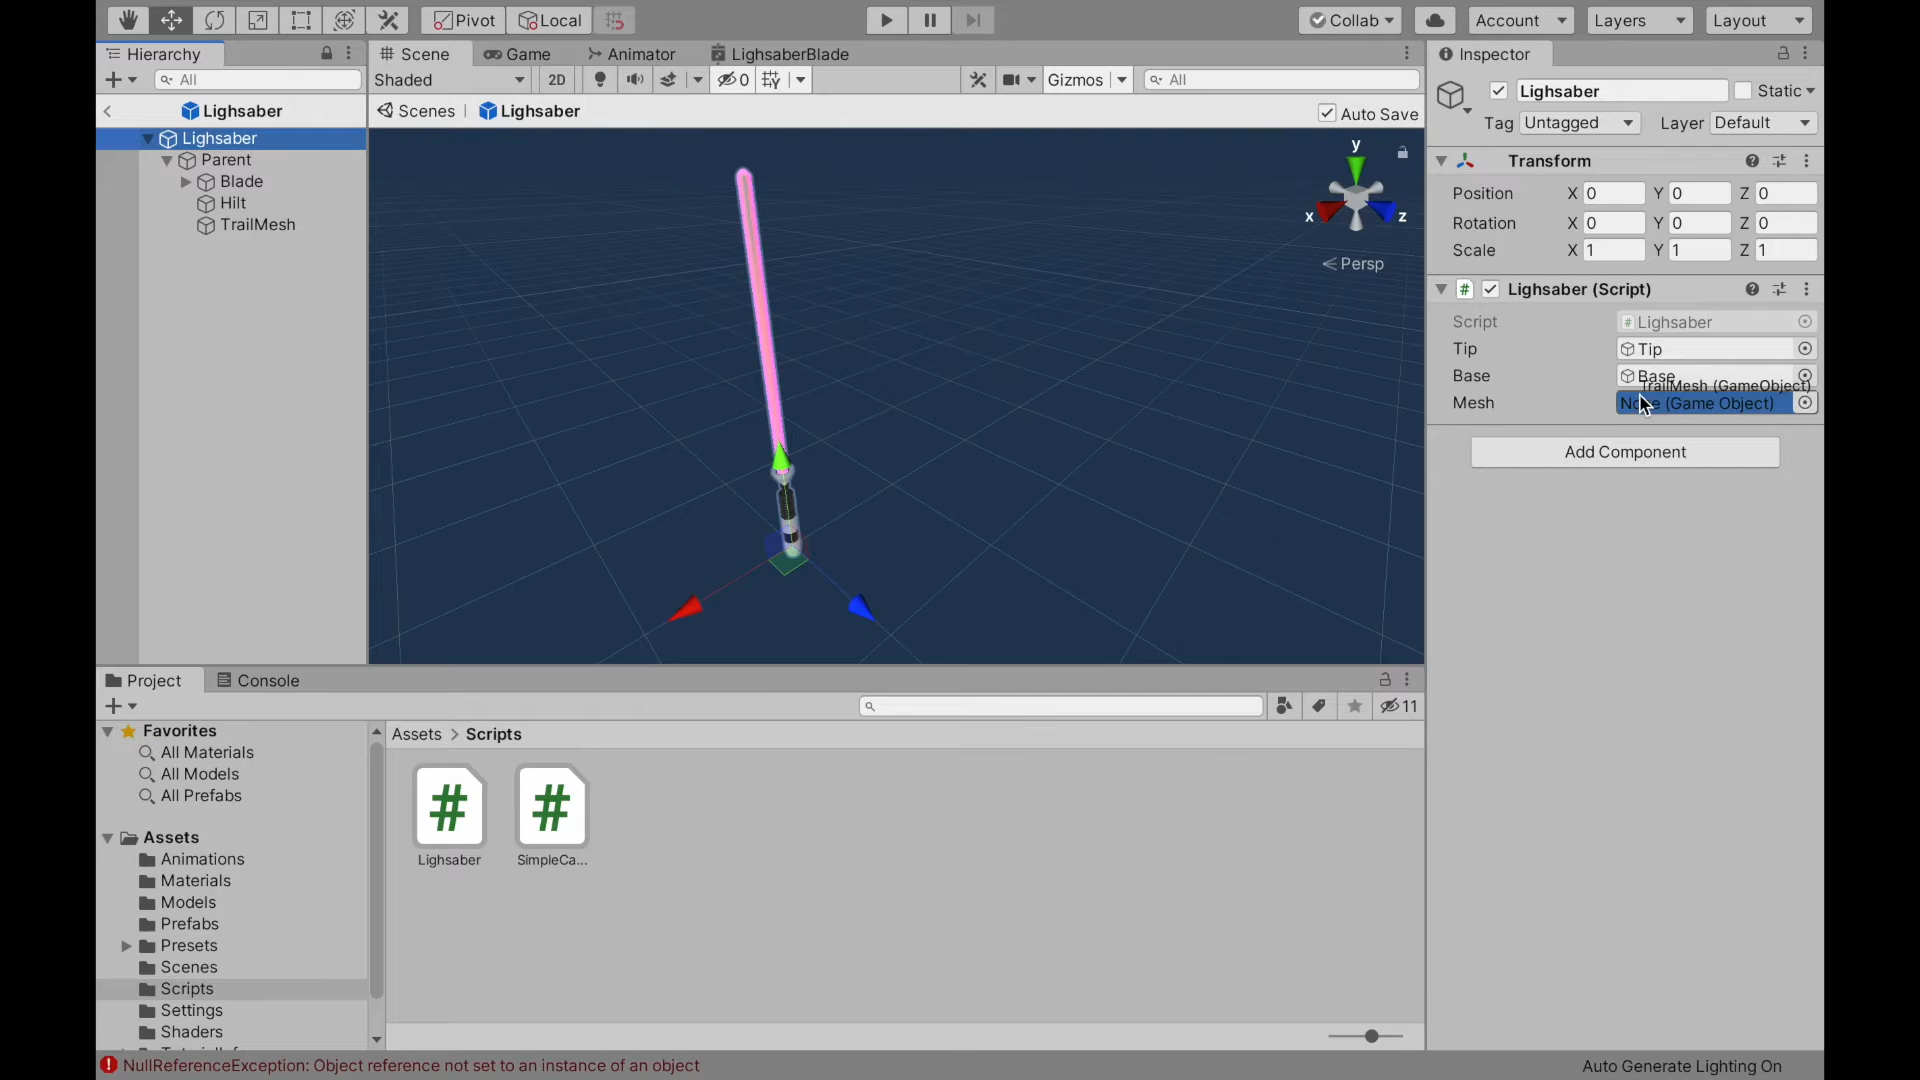 Pivot Local Collab Account Layers Layout
Hierarchy Scene Game Animator LighsaberBlade Inspector
All Shaded 2D 0 Gizmos All
Lighsaber Static
Lighsaber Scenes Lighsaber Auto Save
Tag Untagged Layer Default
Lighsaber
Parent
Blade
Hilt
TrailMesh
y
x z
Persp
Transform
Position X 0 Y 0 Z 0
Rotation X 0 Y 0 Z 0
Scale X 1 Y 1 Z 1
# Lighsaber (Script)
Script # Lighsaber
Tip Tip
Base Base
TrailMesh (GameObject)
Mesh None (Game Object)
Add Component
Project Console
11
Favorites
All Materials
All Models
All Prefabs
Assets
Animations
Materials
Models
Prefabs
Presets
Scenes
Scripts
Settings
Shaders
Assets > Scripts
# #
Lighsaber SimpleCa...
NullReferenceException: Object reference not set to an instance of an object
Auto Generate Lighting On